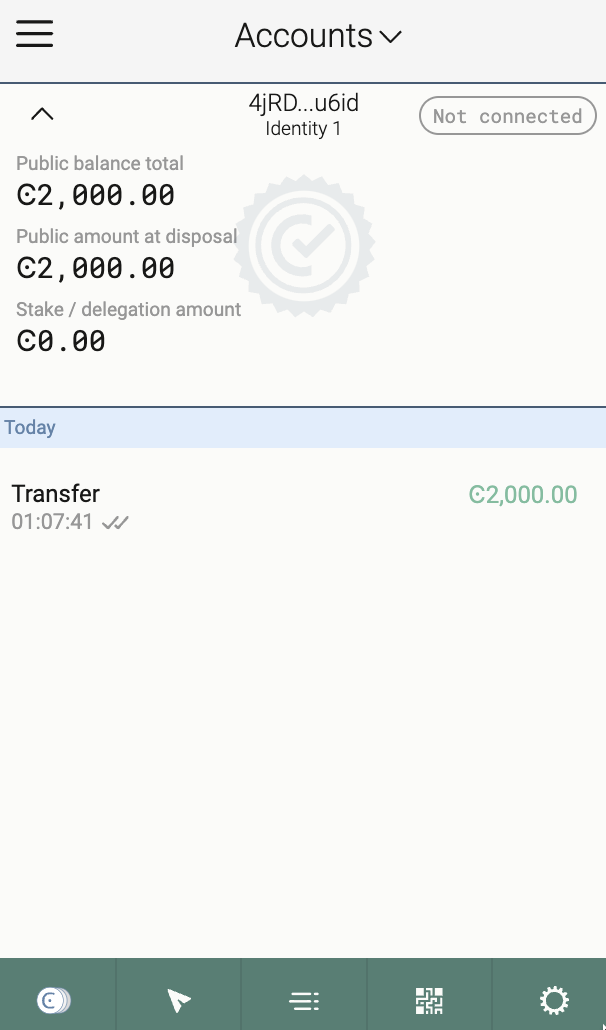 Accounts
4jRD...u6id
Identity 1
Not connected
Public balance total
Ͼ2,000.00
Public amount at disposal
Ͼ2,000.00
Stake / delegation amount
Ͼ0.00
Today
Transfer
Ͼ2,000.00
01:07:41